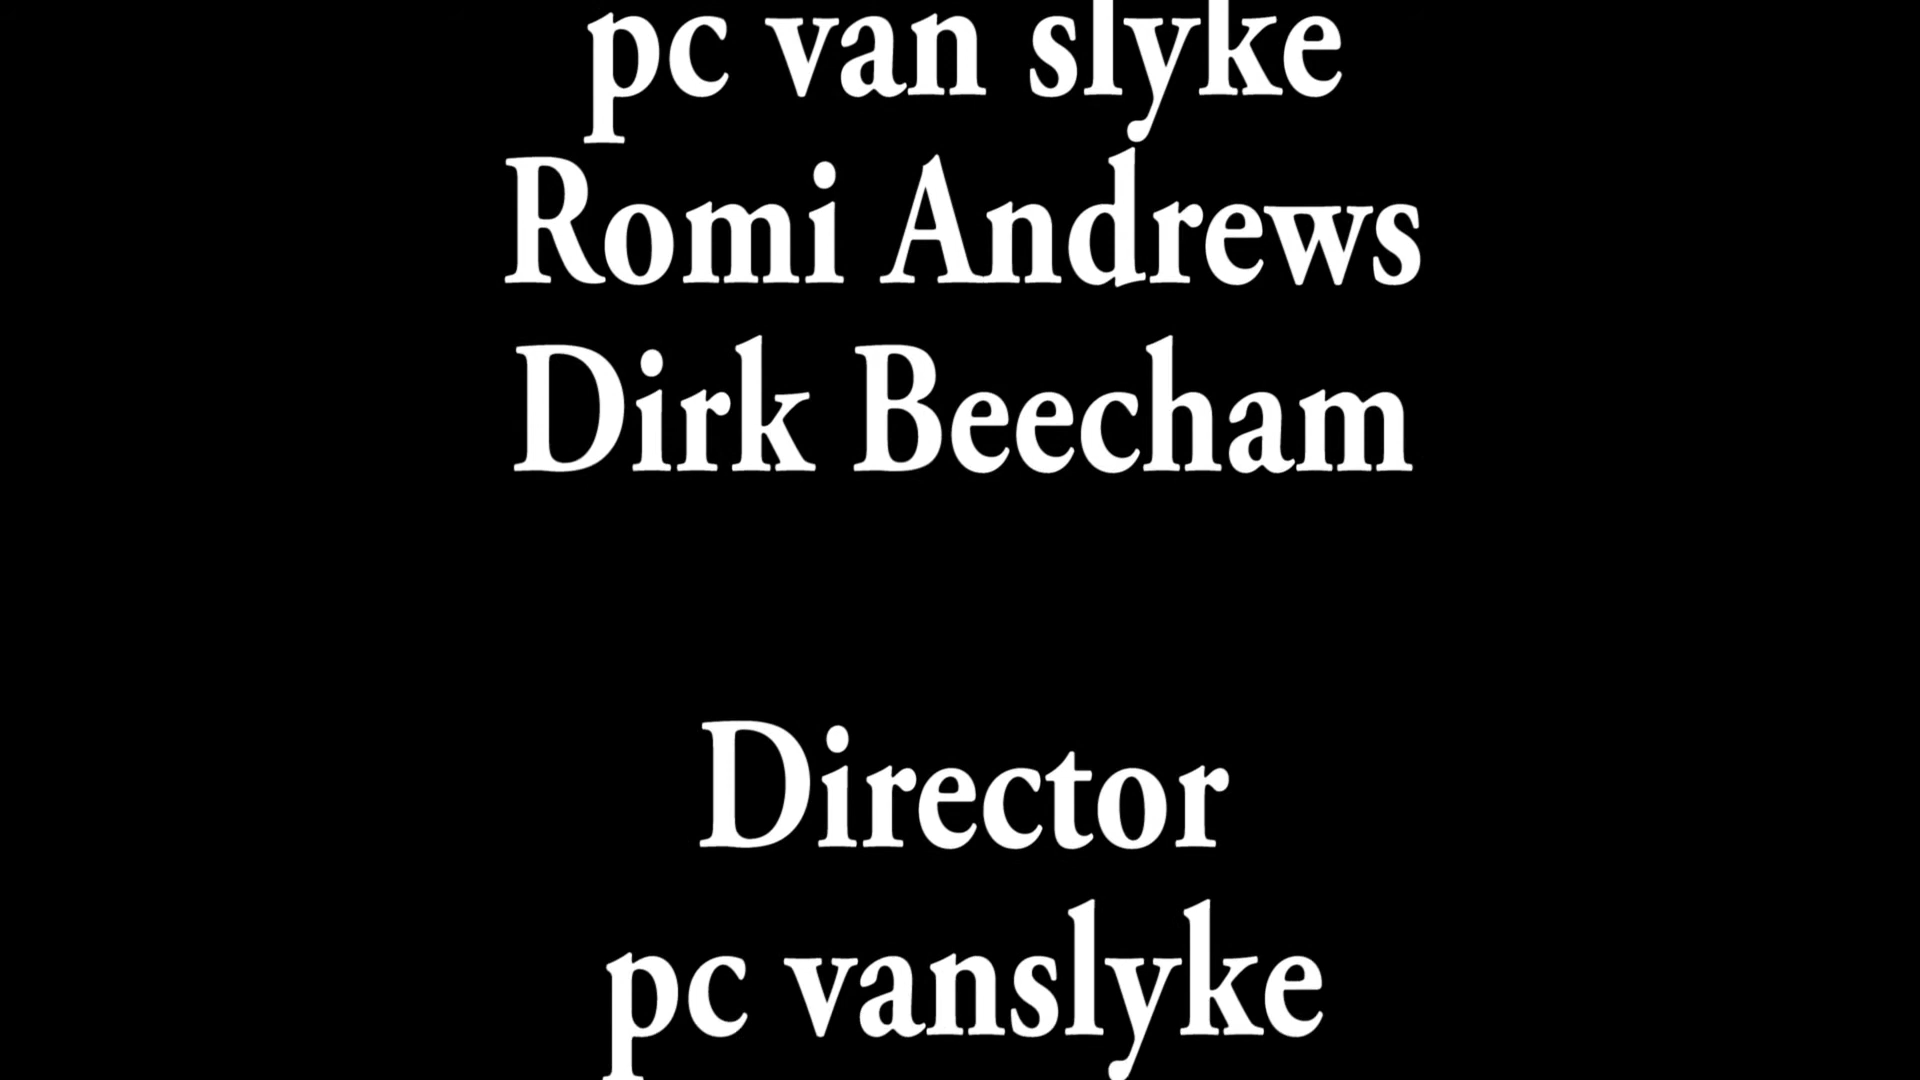 pc van slyke
Romi Andrews
Dirk Beecham
Director
pc vanslyke